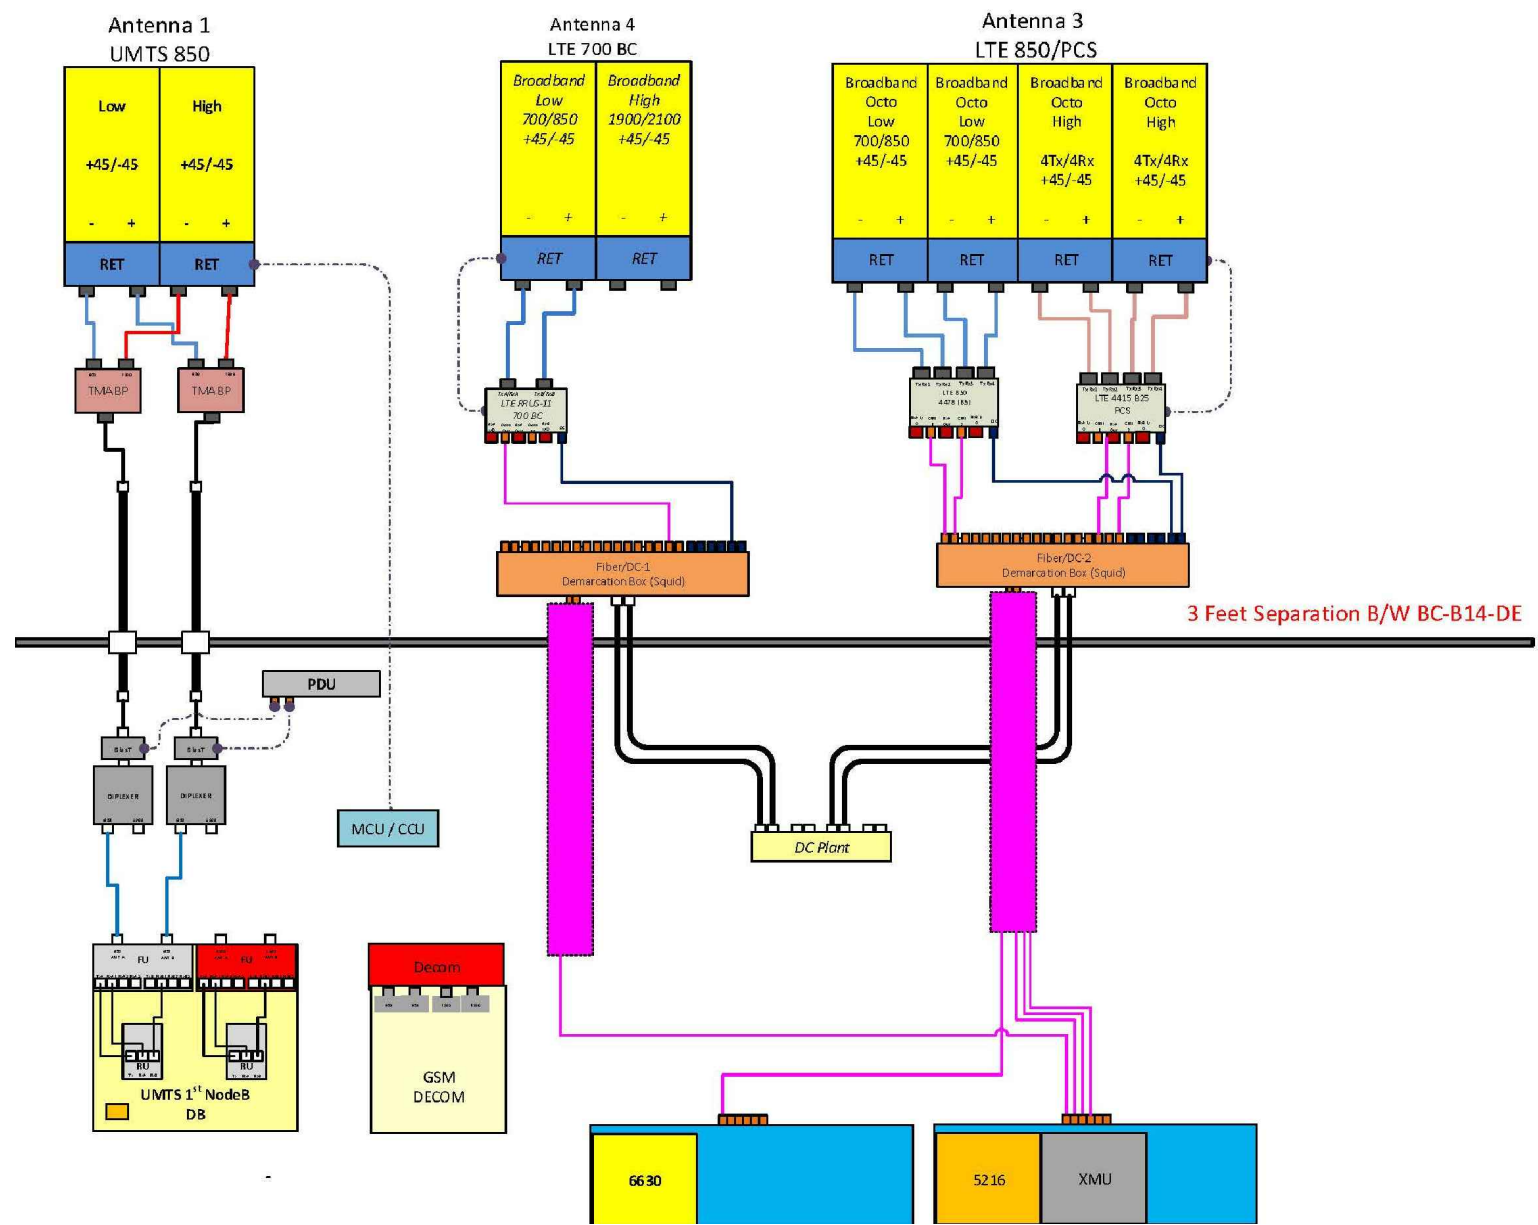 Antenna 1
UMTS 850
Low
High
+45/-45
+45/-45
- +
- +
RET
RET
TMA BP
TMA BP
Antenna 4
LTE 700 BC
Broadband
Low
700/850
+45/-45
Broadband
High
1900/2100
+45/-45
- +
- +
RET
RET
LTE RRUS-11
700 BC
Antenna 3
LTE 850/PCS
Broadband
Octo
Low
700/850
+45/-45
Broadband
Octo
Low
700/850
+45/-45
Broadband
Octo
High
4Tx/4Rx
+45/-45
Broadband
Octo
High
4Tx/4Rx
+45/-45
- +
- +
- +
- +
RET
RET
RET
RET
LTE 850
4478 (B5)
LTE 4415 B25
PCS
Fiber/DC-1
Demarcation Box (Squid)
Fiber/DC-2
Demarcation Box (Squid)
3 Feet Separation B/W BC-B14-DE
PDU
BiasT
BiasT
DIPLEXER
DIPLEXER
MCU / CCU
DC Plant
FU
FU
RU
RU
UMTS 1st NodeB
DB
Decom
GSM
DECOM
-
6630
5216
XMU